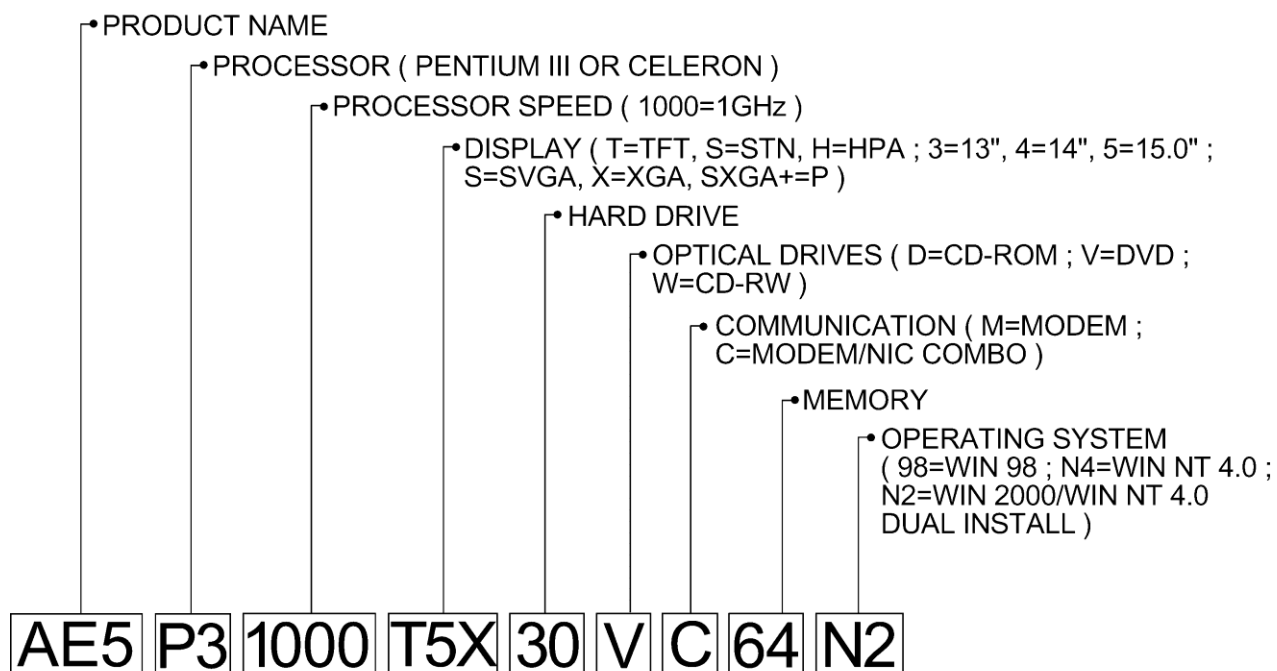 PRODUCT NAME
PROCESSOR ( PENTIUM III OR CELERON )
PROCESSOR SPEED ( 1000=1GHz )
DISPLAY ( T=TFT, S=STN, H=HPA ; 3=13", 4=14", 5=15.0" ;
S=SVGA, X=XGA, SXGA+=P )
HARD DRIVE
OPTICAL DRIVES ( D=CD-ROM ; V=DVD ;
W=CD-RW )
COMMUNICATION ( M=MODEM ;
C=MODEM/NIC COMBO )
MEMORY
OPERATING SYSTEM
( 98=WIN 98 ; N4=WIN NT 4.0 ;
N2=WIN 2000/WIN NT 4.0
DUAL INSTALL )
AE5 P3 1000 T5X 30 V C 64 N2